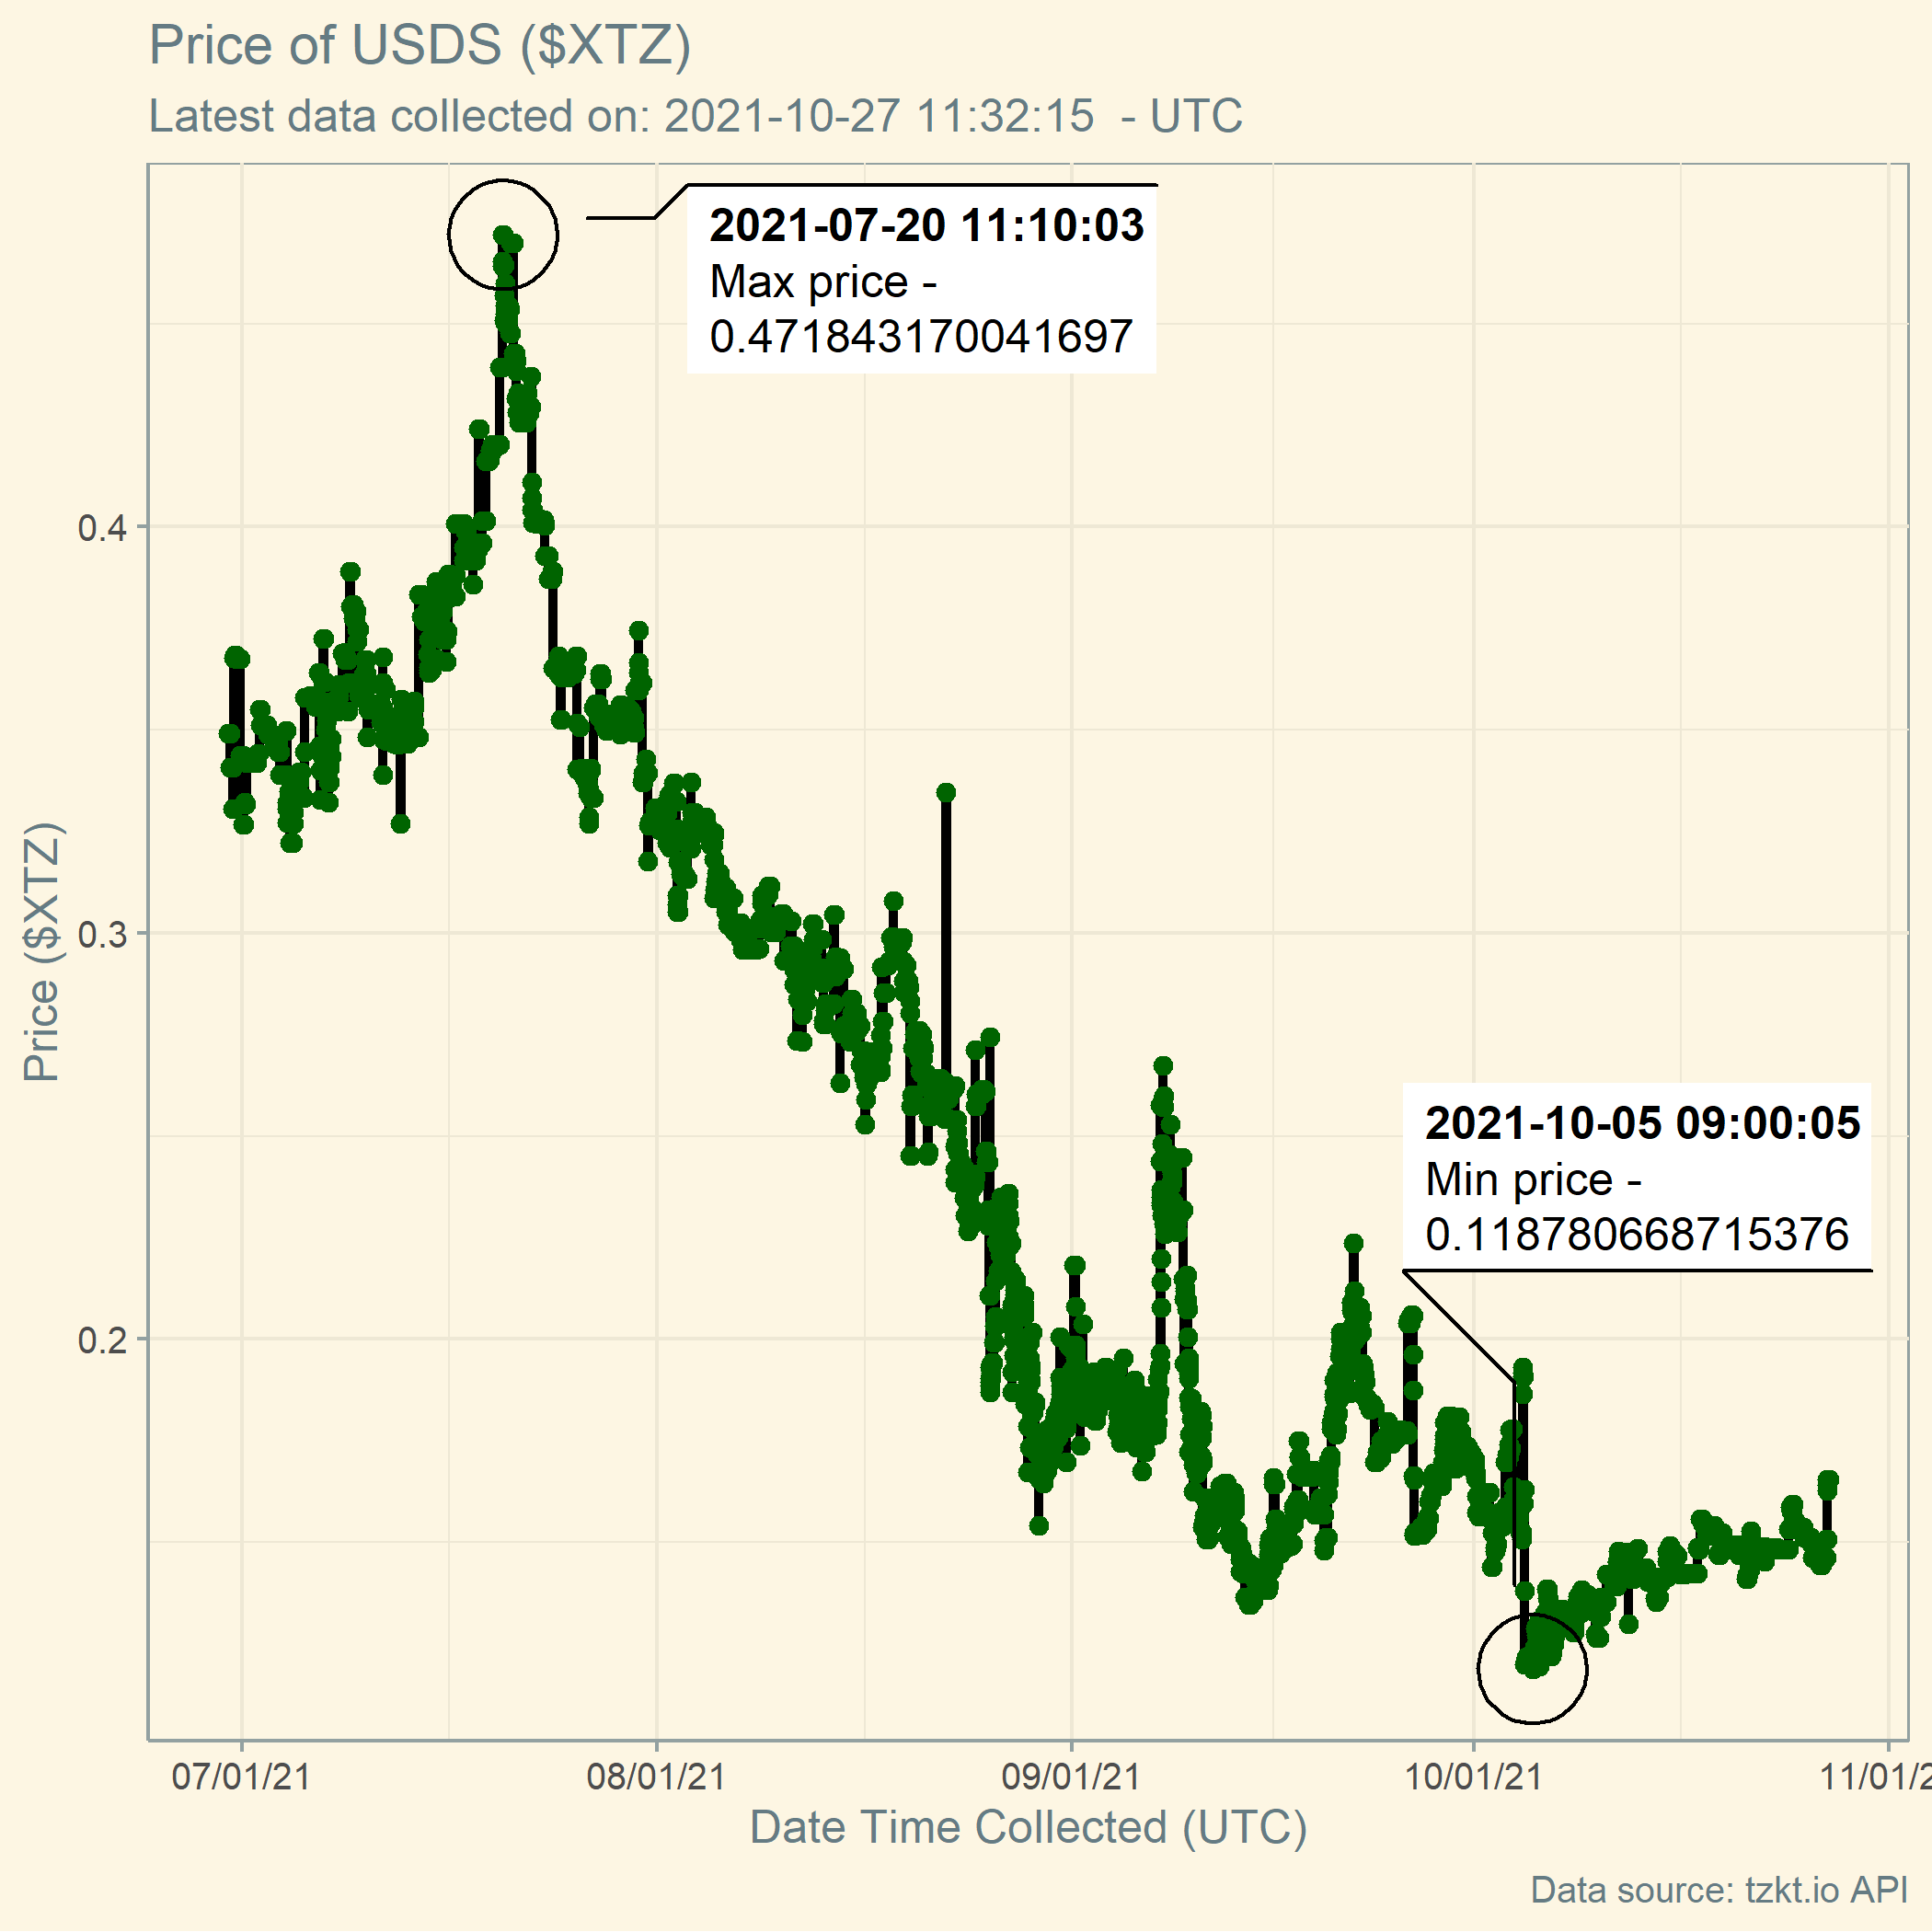 Price of USDS ($XTZ)
Latest data collected on: 2021-10-27 11:32:15  - UTC
2021-07-20 11:10:03
Max price -
0.471843170041697
2021-10-05 09:00:05
Min price -
0.118780668715376
Price ($XTZ)
0.4
0.3
0.2
07/01/21
08/01/21
09/01/21
10/01/21
11/01/2
Date Time Collected (UTC)
Data source: tzkt.io API